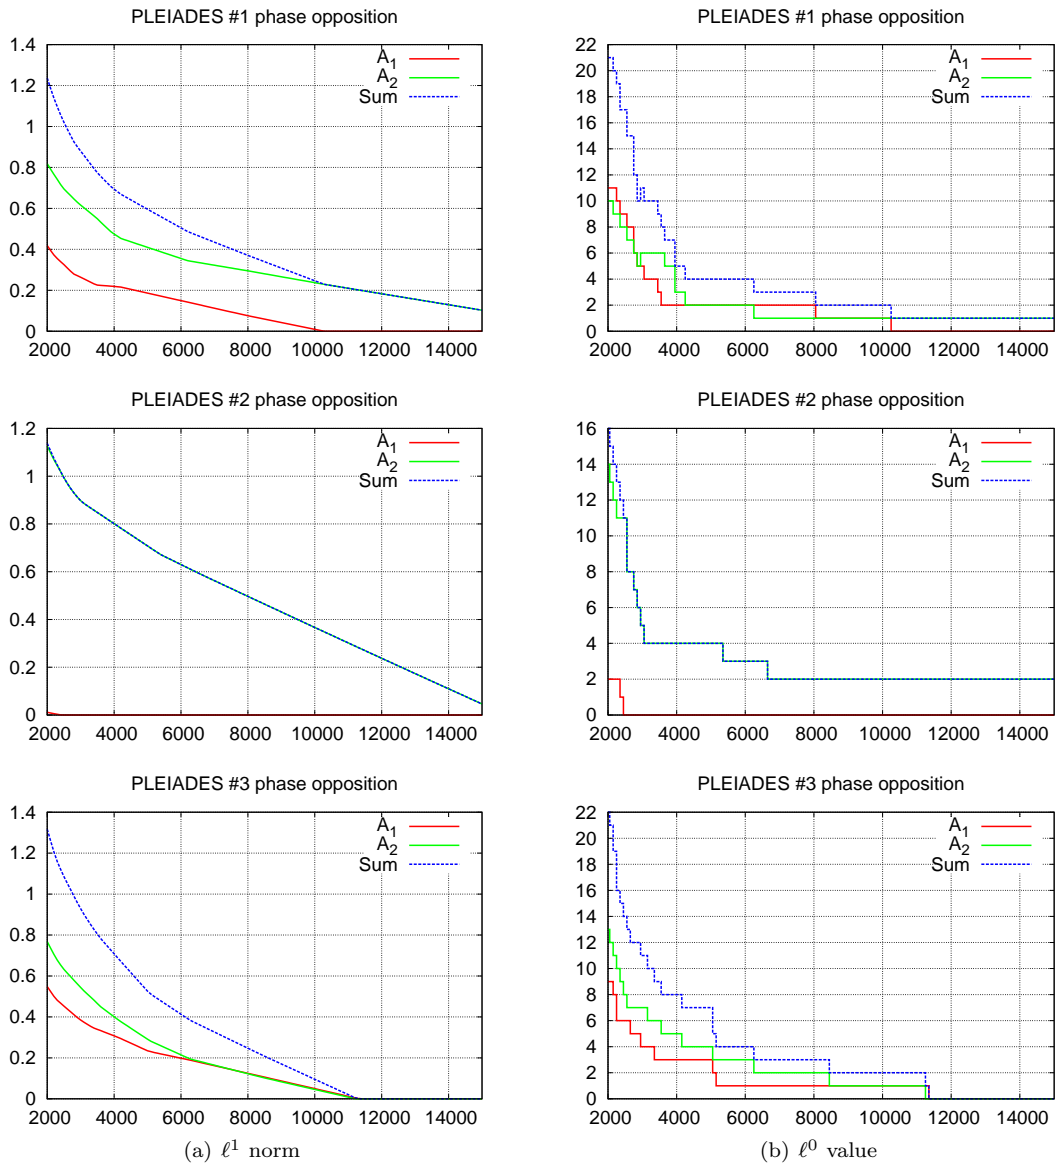 PLEIADES #1 phase opposition
1.4
1.2
1
0.8
0.6
0.4
0.2
0
2000 4000 6000 8000 10000 12000 14000
A1
A2
Sum
PLEIADES #1 phase opposition
22
20
18
16
14
12
10
8
6
4
2
0
2000 4000 6000 8000 10000 12000 14000
A1
A2
Sum
PLEIADES #2 phase opposition
1.2
1
0.8
0.6
0.4
0.2
0
2000 4000 6000 8000 10000 12000 14000
A1
A2
Sum
PLEIADES #2 phase opposition
16
14
12
10
8
6
4
2
0
2000 4000 6000 8000 10000 12000 14000
A1
A2
Sum
PLEIADES #3 phase opposition
1.4
1.2
1
0.8
0.6
0.4
0.2
0
2000 4000 6000 8000 10000 12000 14000
A1
A2
Sum
PLEIADES #3 phase opposition
22
20
18
16
14
12
10
8
6
4
2
0
2000 4000 6000 8000 10000 12000 14000
A1
A2
Sum
(a) ℓ¹ norm
(b) ℓ⁰ value